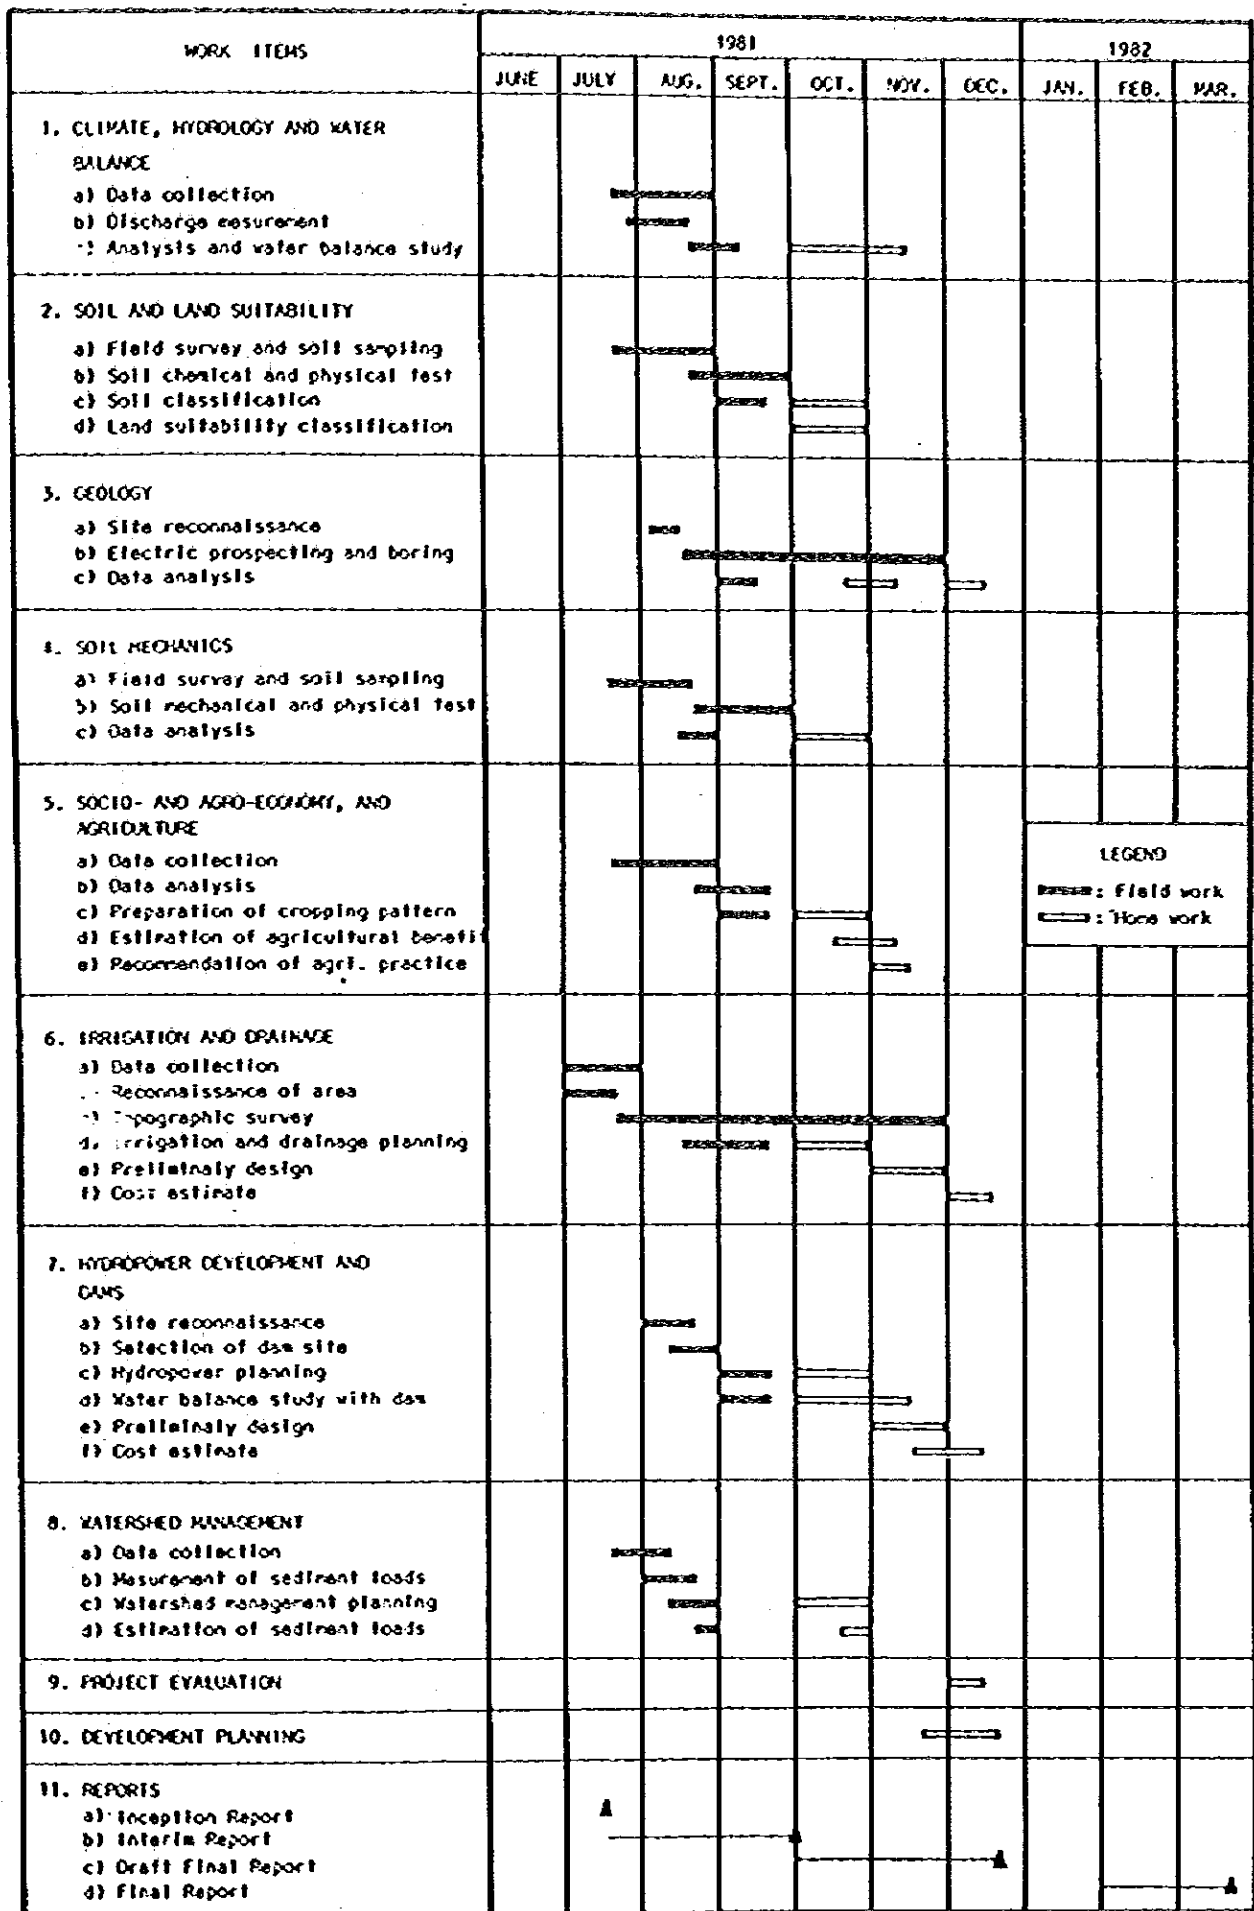 WORK ITEMS
1981
1982
JUNE JULY AUG. SEPT. OCT. NOV. DEC. JAN. FEB. MAR.
1. CLIMATE, HYDROLOGY AND WATER
BALANCE
a) Data collection
b) Discharge mesurement
Analysis and water balance study
2. SOIL AND LAND SUITABILITY
a) Field survey and soil sampling
b) Soil chemical and physical test
c) Soil classification
d) Land suitability classification
3. GEOLOGY
a) Site reconnaissance
b) Electric prospecting and boring
c) Data analysis
4. SOIL MECHANICS
a) Field survey and soil sampling
b) Soil mechanical and physical test
c) Data analysis
5. SOCIO- AND AGRO-ECONOMY, AND
AGRICULTURE
a) Data collection
b) Data analysis
c) Preparation of cropping pattern
d) Estimation of agricultural benefit
e) Recomendation of agri. practice
LEGEND
: Field work
: Home work
6. IRRIGATION AND DRAINAGE
a) Data collection
Reconnaissance of area
Topographic survey
d) Irrigation and drainage planning
e) Preliminaly design
f) Cost estimate
7. HYDROPOWER DEVELOPMENT AND
DAMS
a) Site reconnaissance
b) Selection of dam site
c) Hydropower planning
d) Water balance study with dam
e) Preliminaly design
f) Cost estimate
8. WATERSHED MANAGEMENT
a) Data collection
b) Mesurement of sediment loads
c) Watershed management planning
d) Estimation of sediment loads
9. PROJECT EVALUATION
10. DEVELOPMENT PLANNING
11. REPORTS
a) Inception Report
b) Interim Report
c) Draft Final Report
d) Final Report